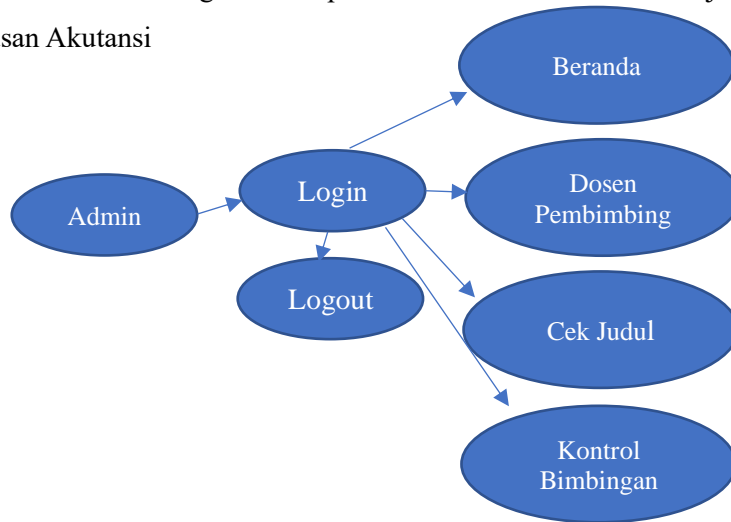 san Akutansi
Beranda
Login
Dosen
Pembimbing
Admin
Logout
Cek Judul
Kontrol
Bimbingan